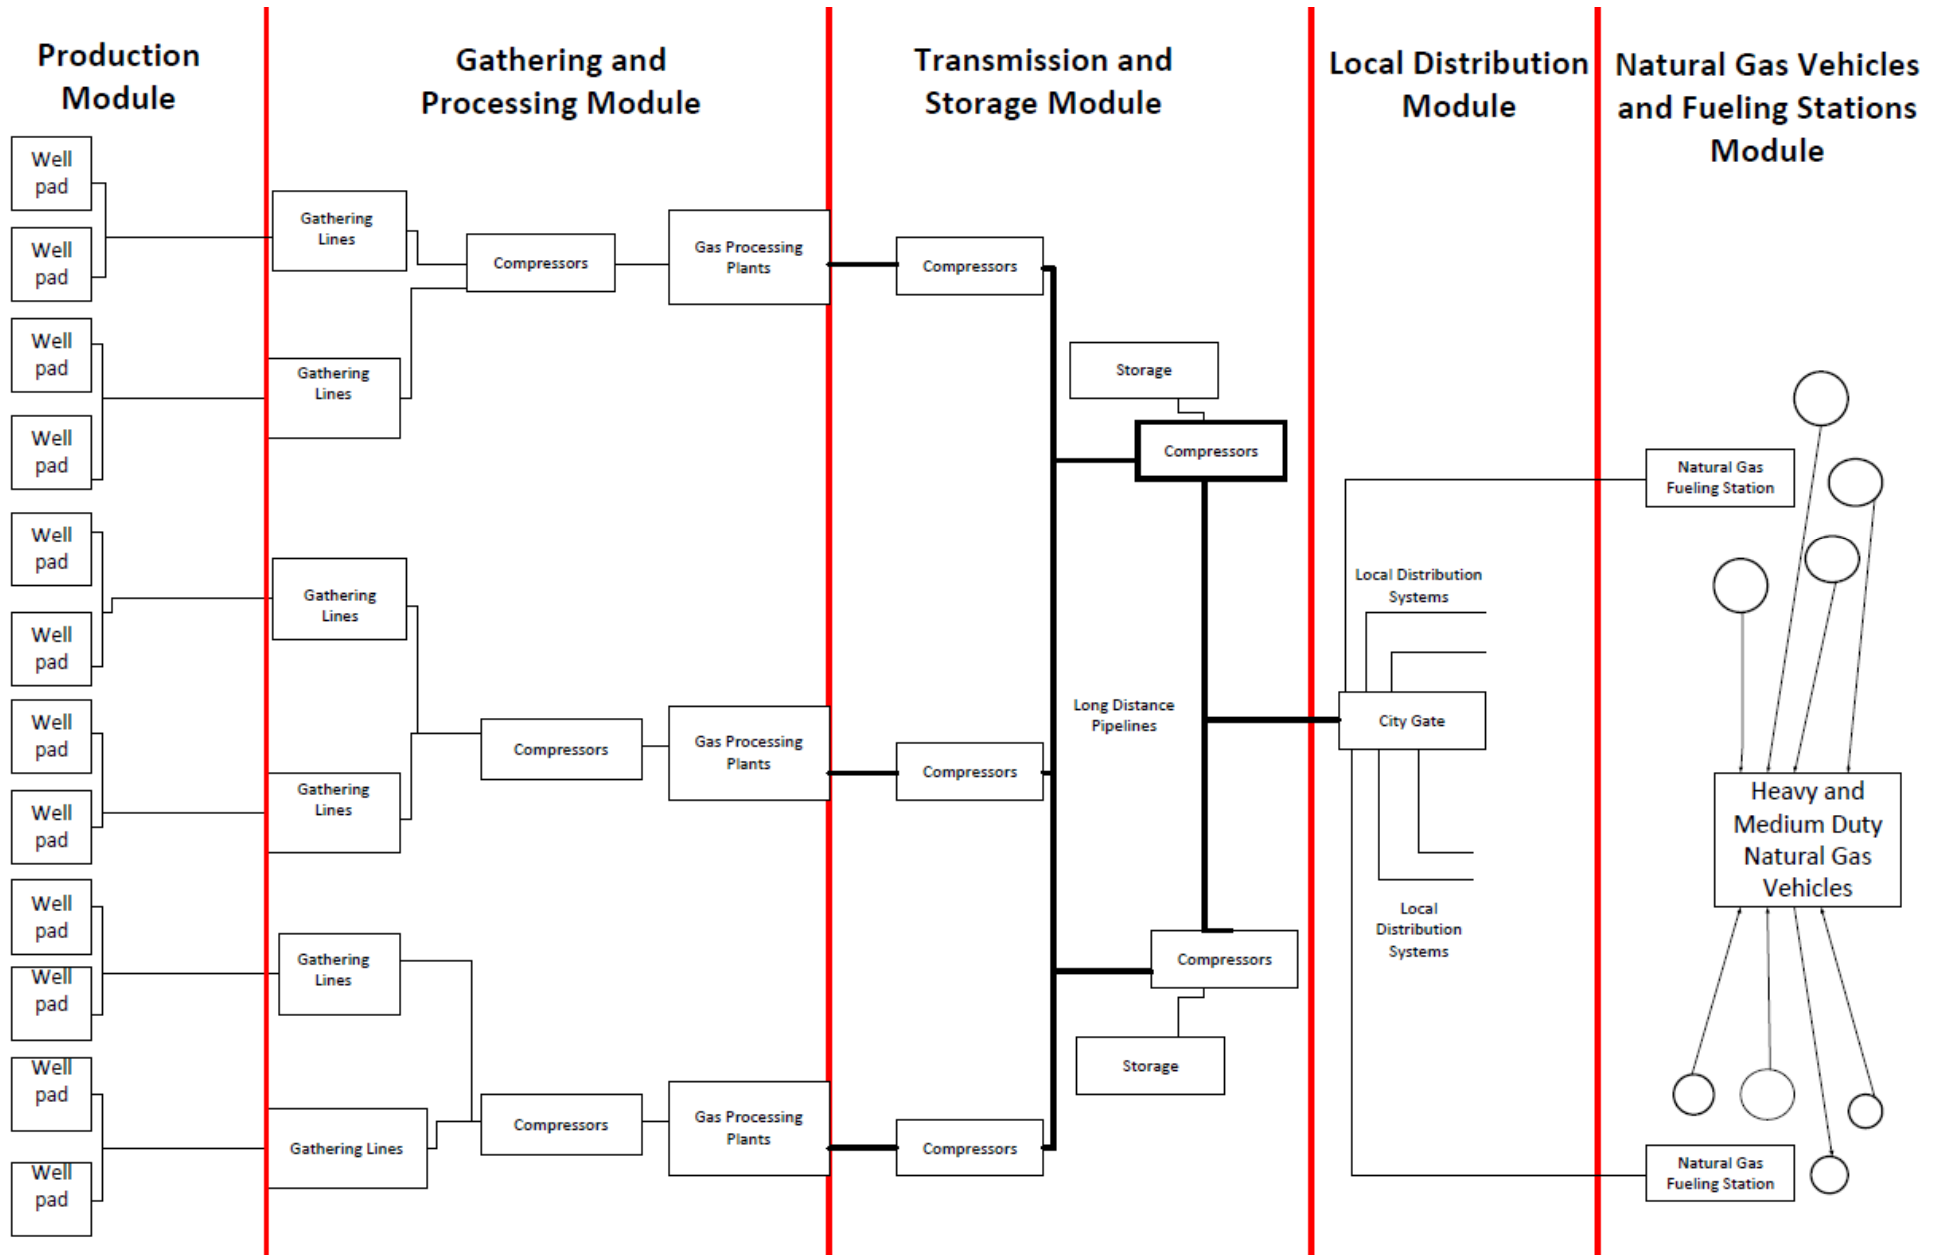 Production
Module
Gathering and
Processing Module
Transmission and
Storage Module
Local Distribution
Module
Natural Gas Vehicles
and Fueling Stations
Module
Well
pad
Well
pad
Well
pad
Well
pad
Well
pad
Well
pad
Well
pad
Well
pad
Well
pad
Well
pad
Well
pad
Well
pad
Gathering
Lines
Gathering
Lines
Gathering
Lines
Gathering
Lines
Gathering
Lines
Gathering Lines
Compressors
Compressors
Compressors
Gas Processing
Plants
Gas Processing
Plants
Gas Processing
Plants
Compressors
Compressors
Compressors
Storage
Compressors
Long Distance
Pipelines
Compressors
Storage
Local Distribution
Systems
City Gate
Local
Distribution
Systems
Natural Gas
Fueling Station
Heavy and
Medium Duty
Natural Gas
Vehicles
Natural Gas
Fueling Station